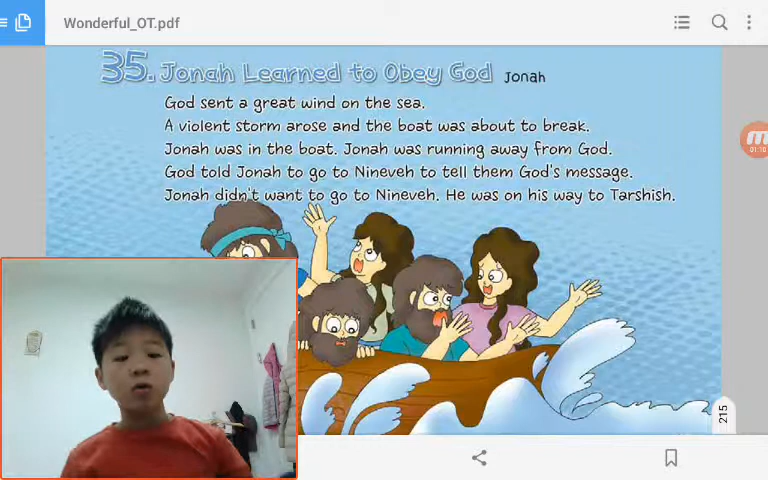 Wonderful_OT.pdf
35. Jonah Learned to Obey God Jonah
God sent a great wind on the sea.
A violent storm arose and the boat was about to break.
Jonah was in the boat. Jonah was running away from God.
God told Jonah to go to Nineveh to tell them God's message.
Jonah didn't want to go to Nineveh. He was on his way to Tarshish.
215